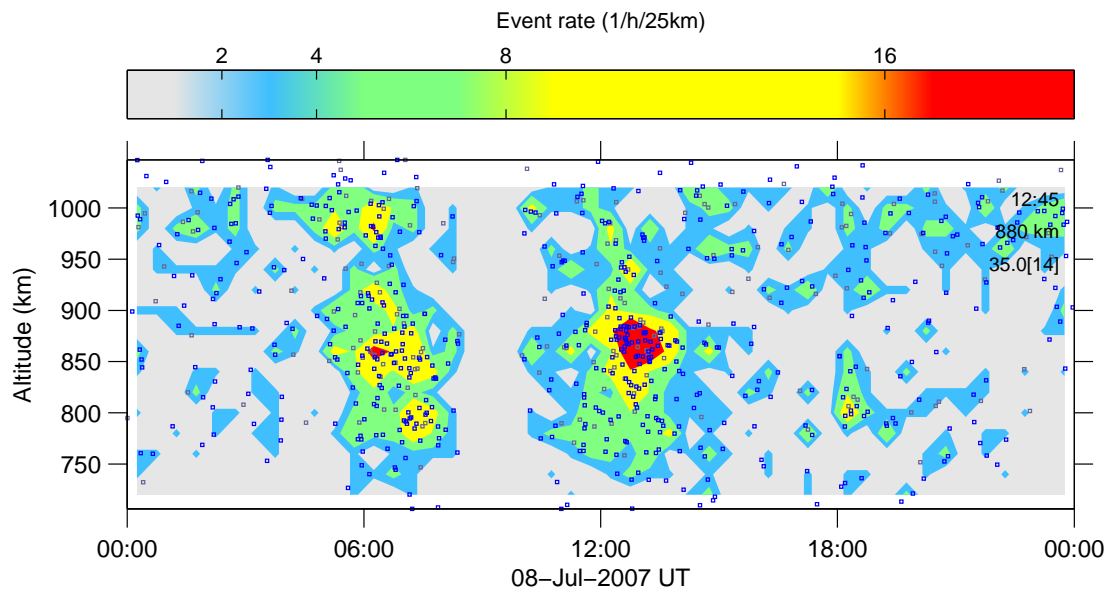 Event rate (1/h/25km)
2 4 8 16
1000
950
900
850
800
750
Altitude (km)
12:45
880 km
35.0[14]
00:00 06:00 12:00 18:00 00:00
08−Jul−2007 UT